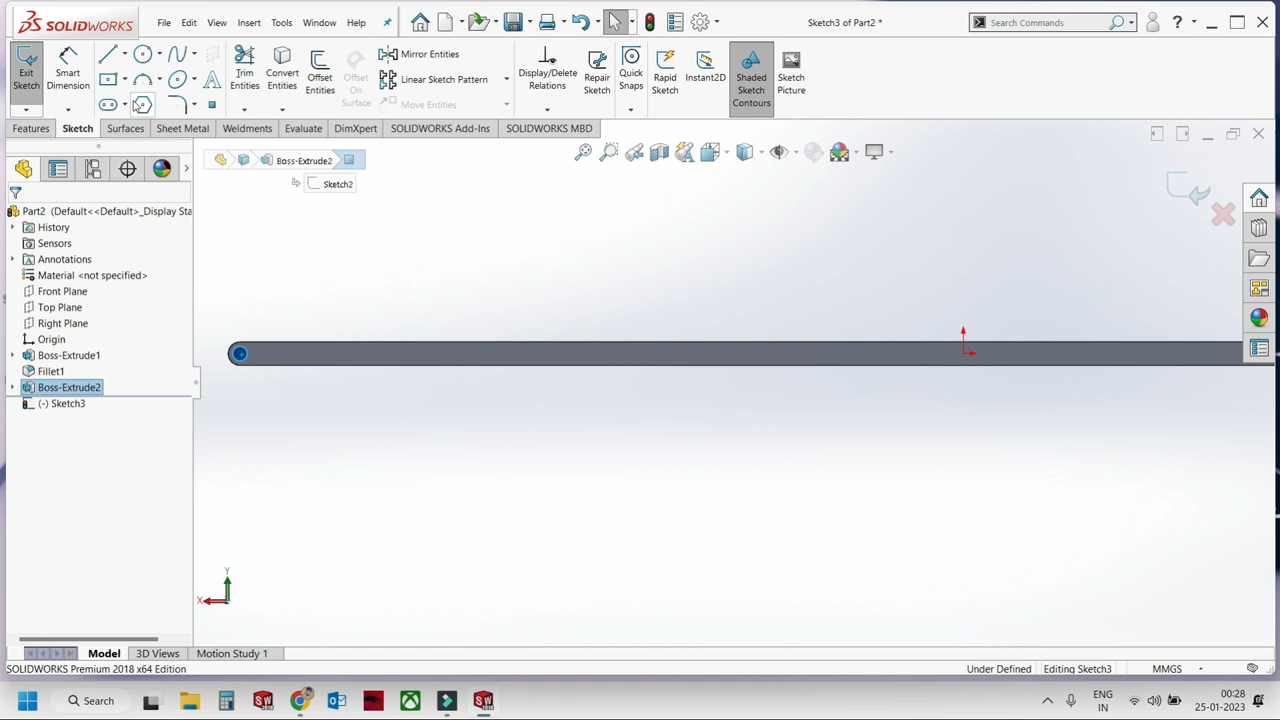 SOLIDWORKS
File Edit View Insert Tools Window Help
Sketch3 of Part2 *
Search Commands
Exit Sketch
Smart Dimension
Trim Entities
Convert Entities
Offset Entities
Offset On Surface
Mirror Entities
Linear Sketch Pattern
Move Entities
Display/Delete Relations
Repair Sketch
Quick Snaps
Rapid Sketch
Instant2D
Shaded Sketch Contours
Sketch Picture
Features Sketch Surfaces Sheet Metal Weldments Evaluate DimXpert SOLIDWORKS Add-Ins SOLIDWORKS MBD
Boss-Extrude2
Sketch2
Part2 (Default<<Default>_Display Sta
History
Sensors
Annotations
Material <not specified>
Front Plane
Top Plane
Right Plane
Origin
Boss-Extrude1
Fillet1
Boss-Extrude2
(-) Sketch3
Y
X
Model 3D Views Motion Study 1
SOLIDWORKS Premium 2018 x64 Edition
Under Defined Editing Sketch3 MMGS
Search
ENG IN
00:28
25-01-2023